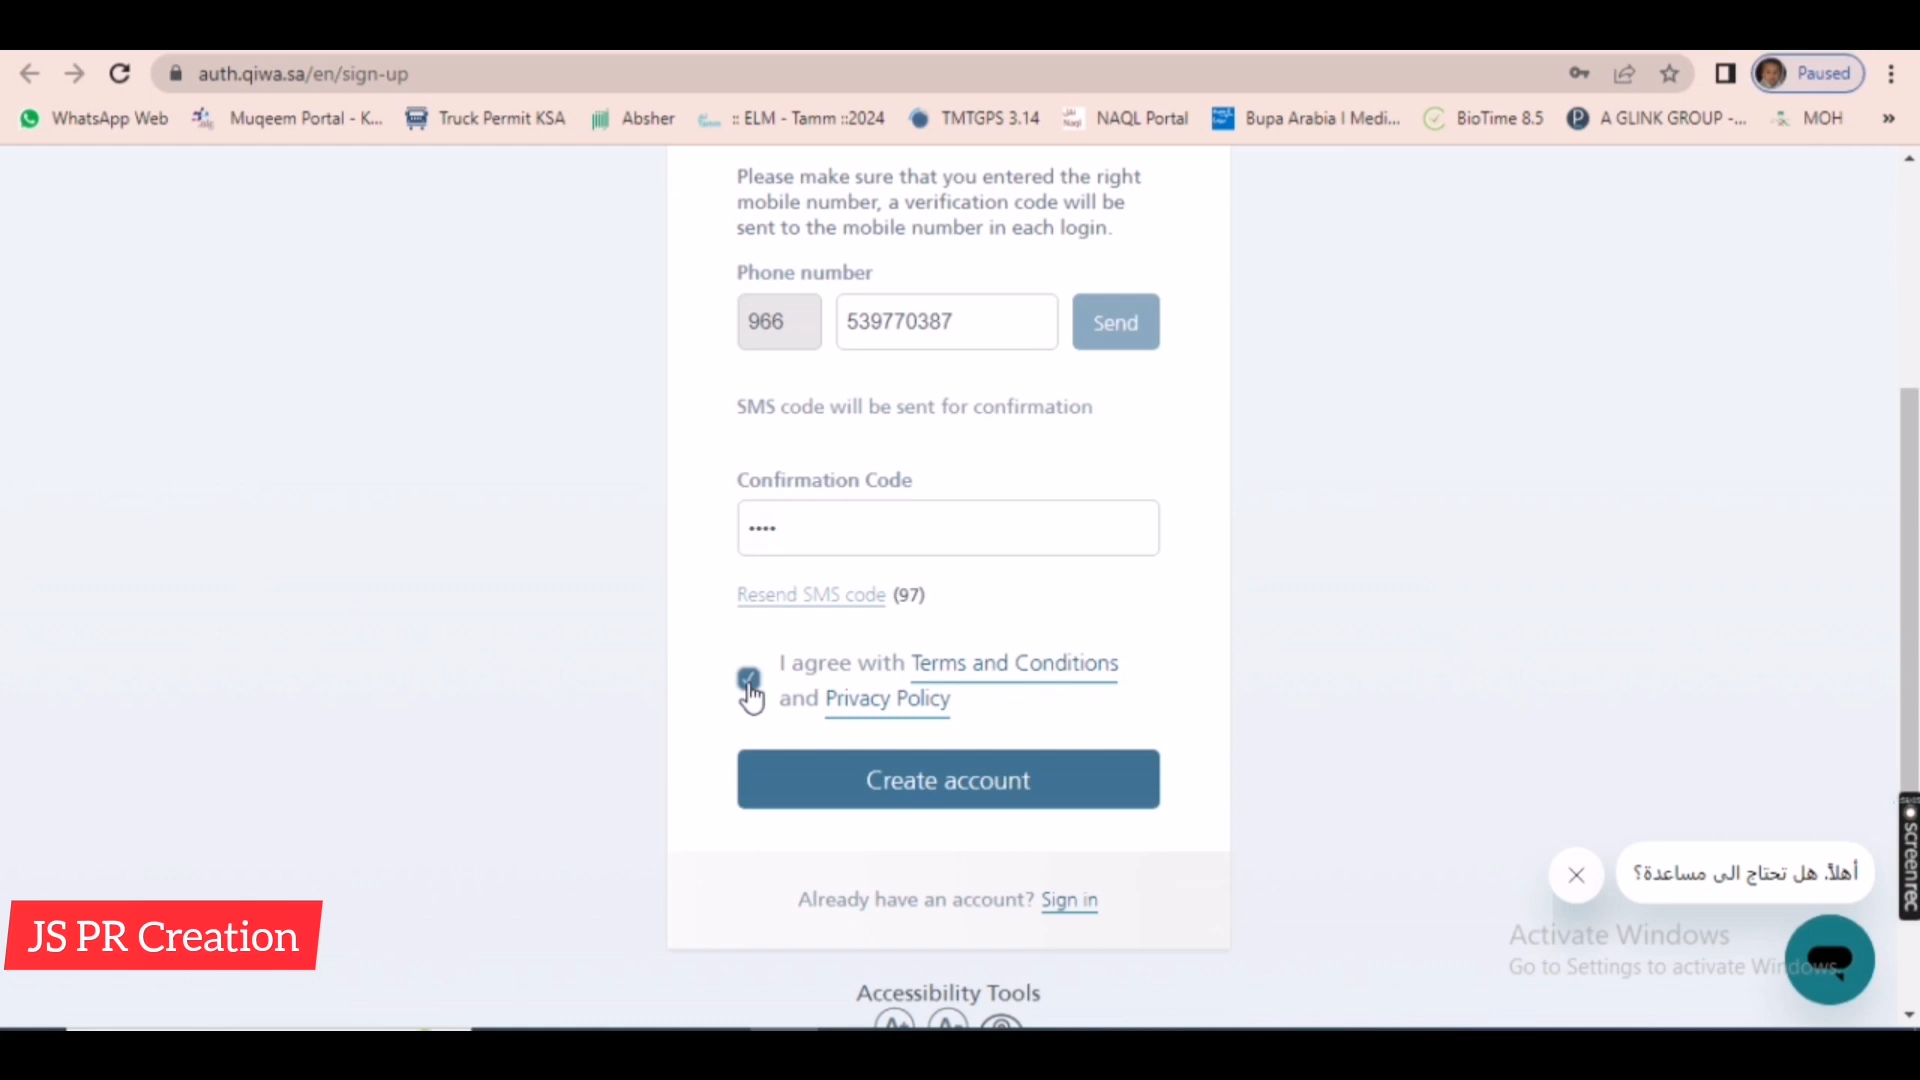 auth.qiwa.sa/en/sign-up
Paused
WhatsApp Web
Muqeem Portal - K...
Truck Permit KSA
Absher
:: ELM - Tamm ::2024
TMTGPS 3.14
NAQL Portal
Bupa Arabia I Medi...
BioTime 8.5
A GLINK GROUP -...
MOH
»
Please make sure that you entered the right
mobile number, a verification code will be
sent to the mobile number in each login.
Phone number
966
539770387
Send
SMS code will be sent for confirmation
Confirmation Code
••••
Resend SMS code (97)
I agree with Terms and Conditions
and Privacy Policy
Create account
Already have an account? Sign in
Accessibility Tools
أهلاً، هل تحتاج الى مساعدة؟
Activate Windows
Go to Settings to activate Windows.
screenrec
JS PR Creation